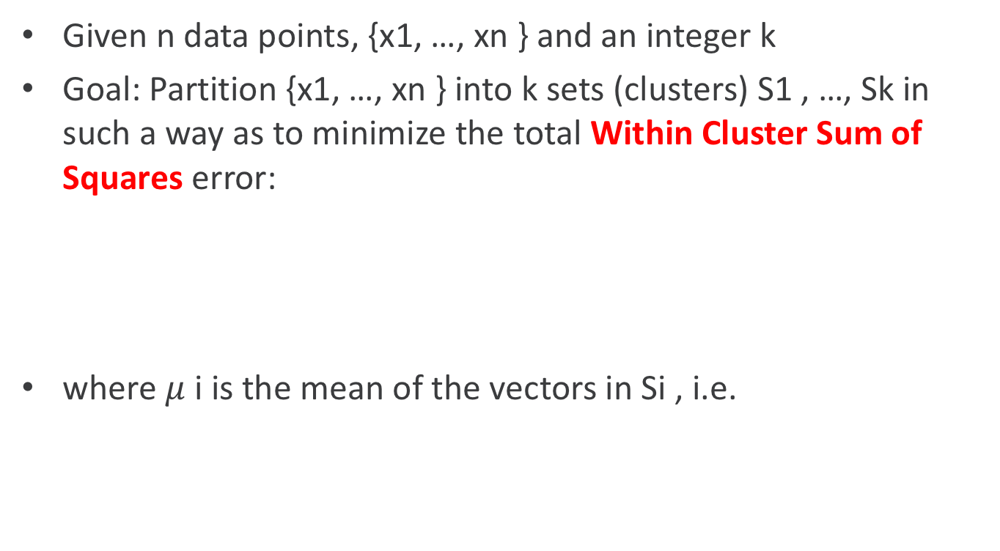 • Given n data points, {x1, ..., xn } and an integer k
• Goal: Partition {x1, ..., xn } into k sets (clusters) S1 , ..., Sk in
such a way as to minimize the total Within Cluster Sum of
Squares error:
• where 𝜇 i is the mean of the vectors in Si , i.e.